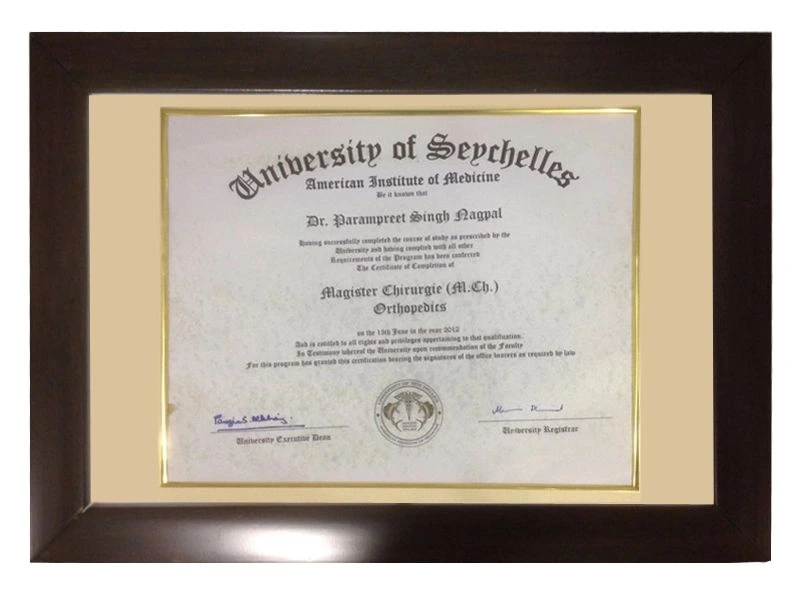 University of Seychelles
American Institute of Medicine
Be it known that
Dr. Parampreet Singh Nagpal
Having successfully completed the course of study as prescribed by the
University and having complied with all other
Requirements of the Program has been conferred
The Certificate of Completion of
Magister Chirurgie (M.Ch.)
Orthopedics
on the 13th June in the year 2012
And is entitled to all rights and privileges appertaining to that qualification.
In Testimony whereof the University upon recommendation of the Faculty
For this program has granted this certification bearing the signatures of the office bearers as required by law
University Executive Dean
University Registrar